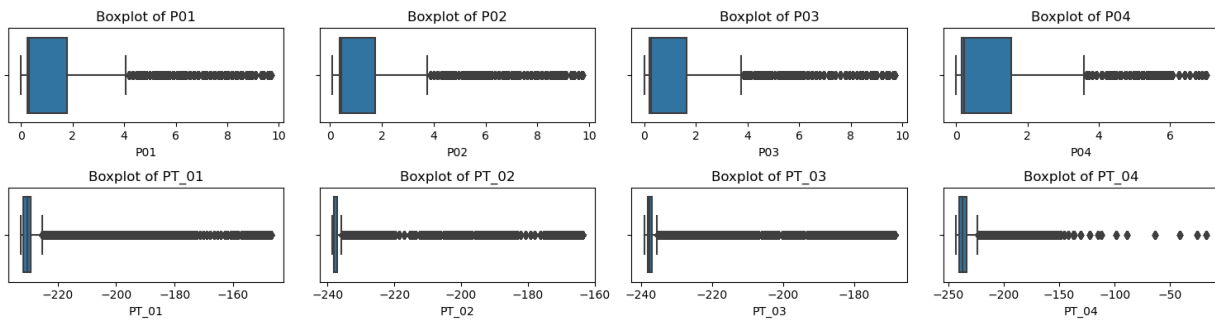 Boxplot of P01 Boxplot of P02 Boxplot of P03 Boxplot of P04
0 2 4 6 8 10 0 2 4 6 8 10 0 2 4 6 8 10 0 2 4 6
P01 P02 P03 P04
Boxplot of PT_01 Boxplot of PT_02 Boxplot of PT_03 Boxplot of PT_04
−220 −200 −180 −160 −240 −220 −200 −180 −160 −240 −220 −200 −180 −250 −200 −150 −100 −50
PT_01 PT_02 PT_03 PT_04